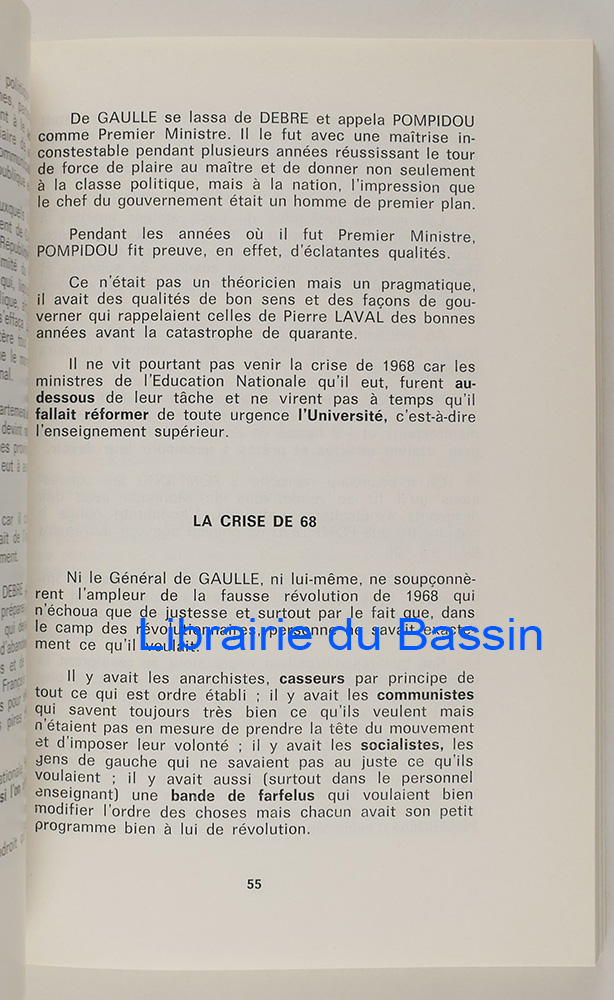 De GAULLE se lassa de DEBRE et appela POMPIDOU
comme Premier Ministre. Il le fut avec une maîtrise in-
constestable pendant plusieurs années réussissant le tour
de force de plaire au maître et de donner non seulement
à la classe politique, mais à la nation, l'impression que
le chef du gouvernement était un homme de premier plan.
Pendant les années où il fut Premier Ministre,
POMPIDOU fit preuve, en effet, d'éclatantes qualités.
Ce n'était pas un théoricien mais un pragmatique,
il avait des qualités de bon sens et des façons de gou-
verner qui rappelaient celles de Pierre LAVAL des bonnes
années avant la catastrophe de quarante.
Il ne vit pourtant pas venir la crise de 1968 car les
ministres de l'Education Nationale qu'il eut, furent au-
dessous de leur tâche et ne virent pas à temps qu'il
fallait réformer de toute urgence l'Université, c'est-à-dire
l'enseignement supérieur.
LA CRISE DE 68
Ni le Général de GAULLE, ni lui-même, ne soupçonnè-
rent l'ampleur de la fausse révolution de 1968 qui
n'échoua que de justesse et surtout par le fait que, dans
le camp des révolutionnaires, personne ne savait exacte-
ment ce qu'il voulait.
Librairie du Bassin
Il y avait les anarchistes, casseurs par principe de
tout ce qui est ordre établi ; il y avait les communistes
qui savent toujours très bien ce qu'ils veulent mais
n'étaient pas en mesure de prendre la tête du mouvement
et d'imposer leur volonté ; il y avait les socialistes, les
gens de gauche qui ne savaient pas au juste ce qu'ils
voulaient ; il y avait aussi (surtout dans le personnel
enseignant) une bande de farfelus qui voulaient bien
modifier l'ordre des choses mais chacun avait son petit
programme bien à lui de révolution.
55